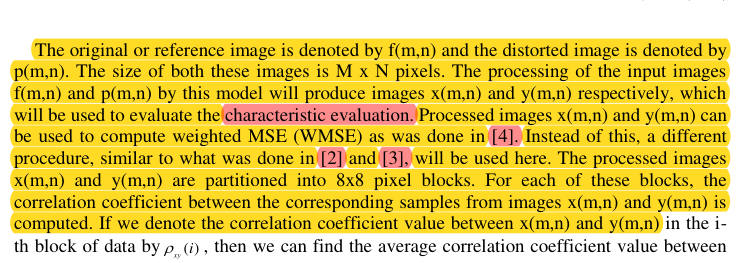 The original or reference image is denoted by f(m,n) and the distorted image is denoted by
p(m,n). The size of both these images is M x N pixels. The processing of the input images
f(m,n) and p(m,n) by this model will produce images x(m,n) and y(m,n) respectively, which
will be used to evaluate the characteristic evaluation. Processed images x(m,n) and y(m,n) can
be used to compute weighted MSE (WMSE) as was done in [4]. Instead of this, a different
procedure, similar to what was done in [2] and [3], will be used here. The processed images
x(m,n) and y(m,n) are partitioned into 8x8 pixel blocks. For each of these blocks, the
correlation coefficient between the corresponding samples from images x(m,n) and y(m,n) is
computed. If we denote the correlation coefficient value between x(m,n) and y(m,n) in the i-
th block of data by ρxy(i), then we can find the average correlation coefficient value between